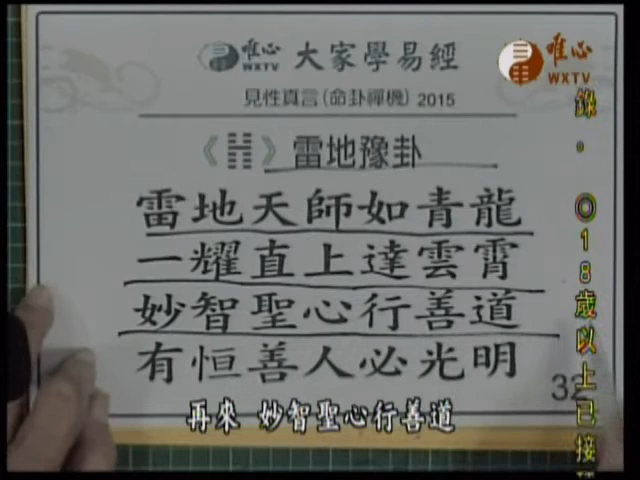 唯心 WXTV 大家學易經
唯心 WXTV
見性真言(命卦禪機) 2015
《䷏》雷地豫卦
雷地天師如青龍
一耀直上達雲霄
妙智聖心行善道
有恒善人必光明
32
再來 妙智聖心行善道
錄·018歲以上已接